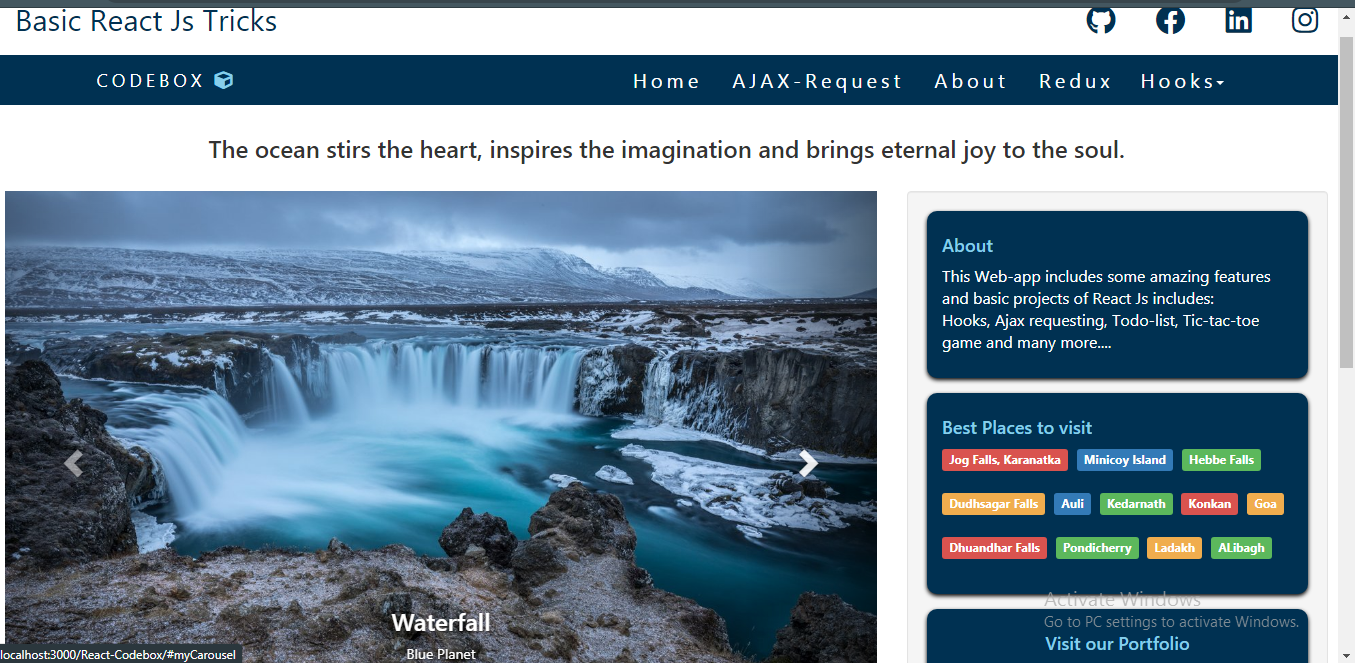 Basic React Js Tricks
CODEBOX
Home AJAX-Request About Redux Hooks
The ocean stirs the heart, inspires the imagination and brings eternal joy to the soul.
Waterfall
Blue Planet
About
This Web-app includes some amazing features
and basic projects of React Js includes:
Hooks, Ajax requesting, Todo-list, Tic-tac-toe
game and many more....
Best Places to visit
Jog Falls, Karanatka Minicoy Island Hebbe Falls
Dudhsagar Falls Auli Kedarnath Konkan Goa
Dhuandhar Falls Pondicherry Ladakh ALibagh
Activate Windows
Go to PC settings to activate Windows.
Visit our Portfolio
localhost:3000/React-Codebox/#myCarousel